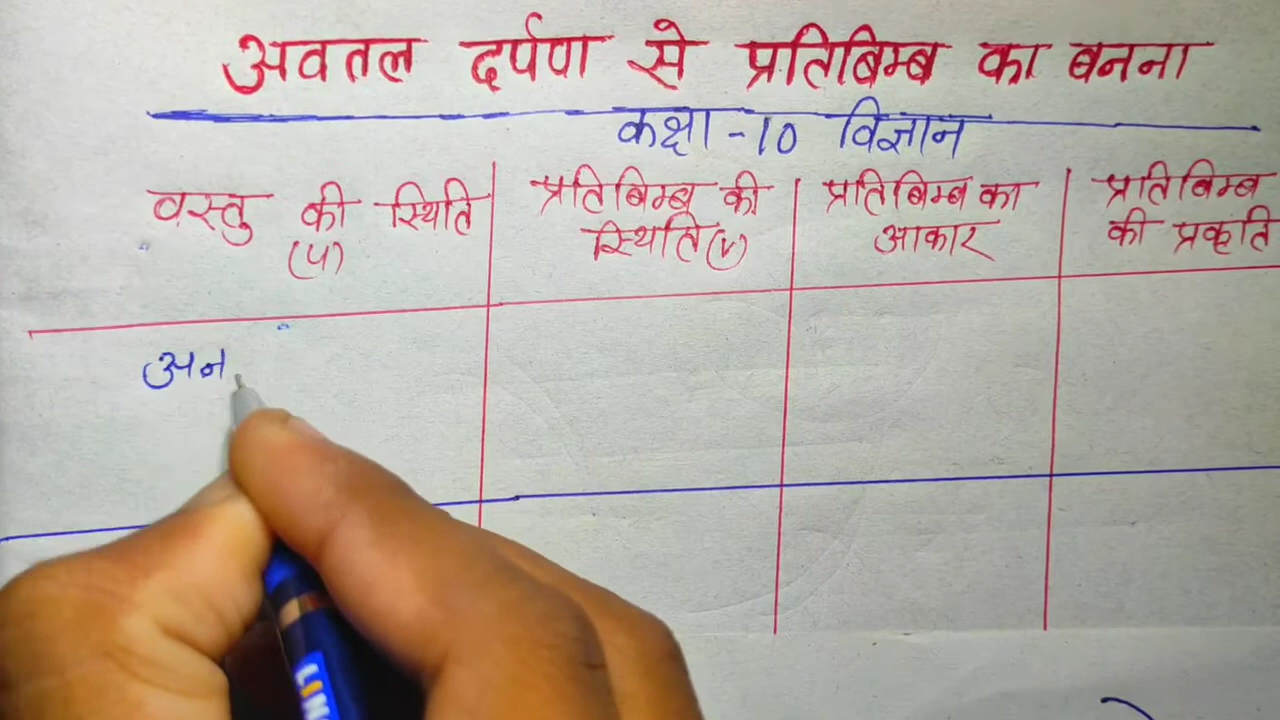 अवतल दर्पण से प्रतिबिम्ब का बनना
कक्षा -10 विज्ञान
वस्तु की स्थिति
(u)
प्रतिबिम्ब की
स्थिति(v)
प्रतिबिम्ब का
आकार
प्रतिबिम्ब
की प्रकृति
अन